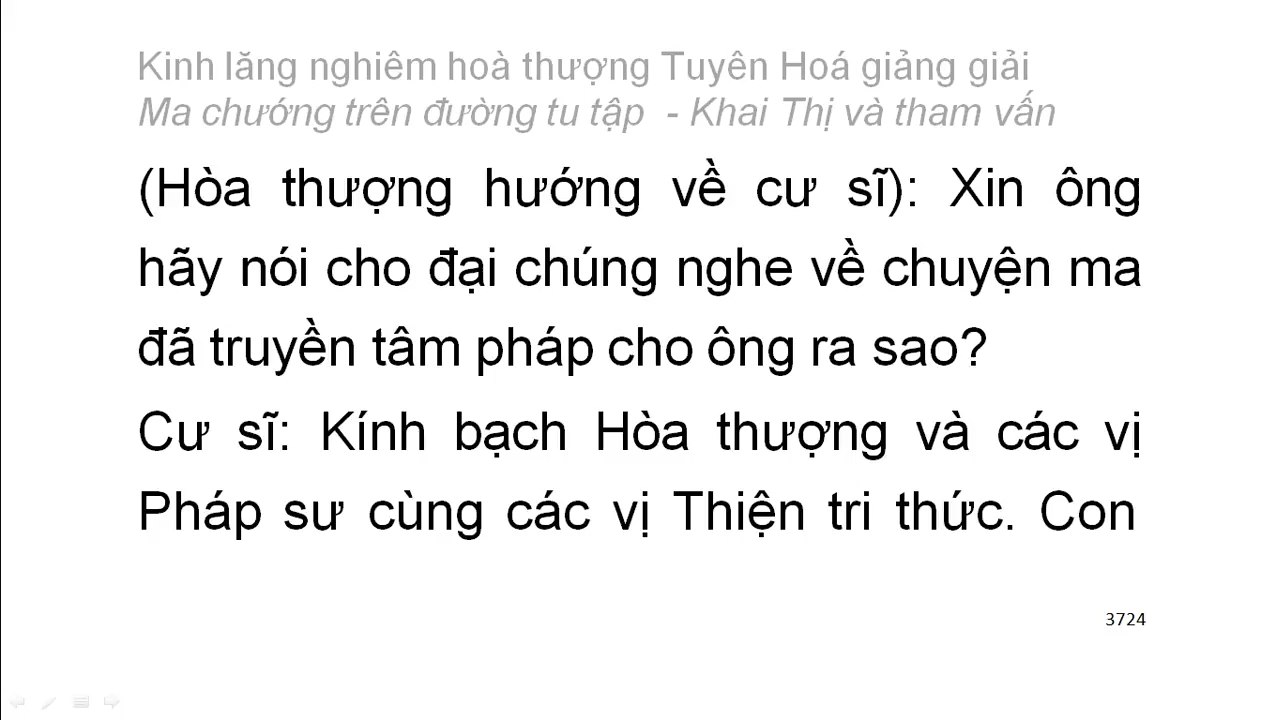 Kinh lăng nghiêm hoà thượng Tuyên Hoá giảng giải
Ma chướng trên đường tu tập - Khai Thị và tham vấn
(Hòa thượng hướng về cư sĩ): Xin ông
hãy nói cho đại chúng nghe về chuyện ma
đã truyền tâm pháp cho ông ra sao?
Cư sĩ: Kính bạch Hòa thượng và các vị
Pháp sư cùng các vị Thiện tri thức. Con
3724